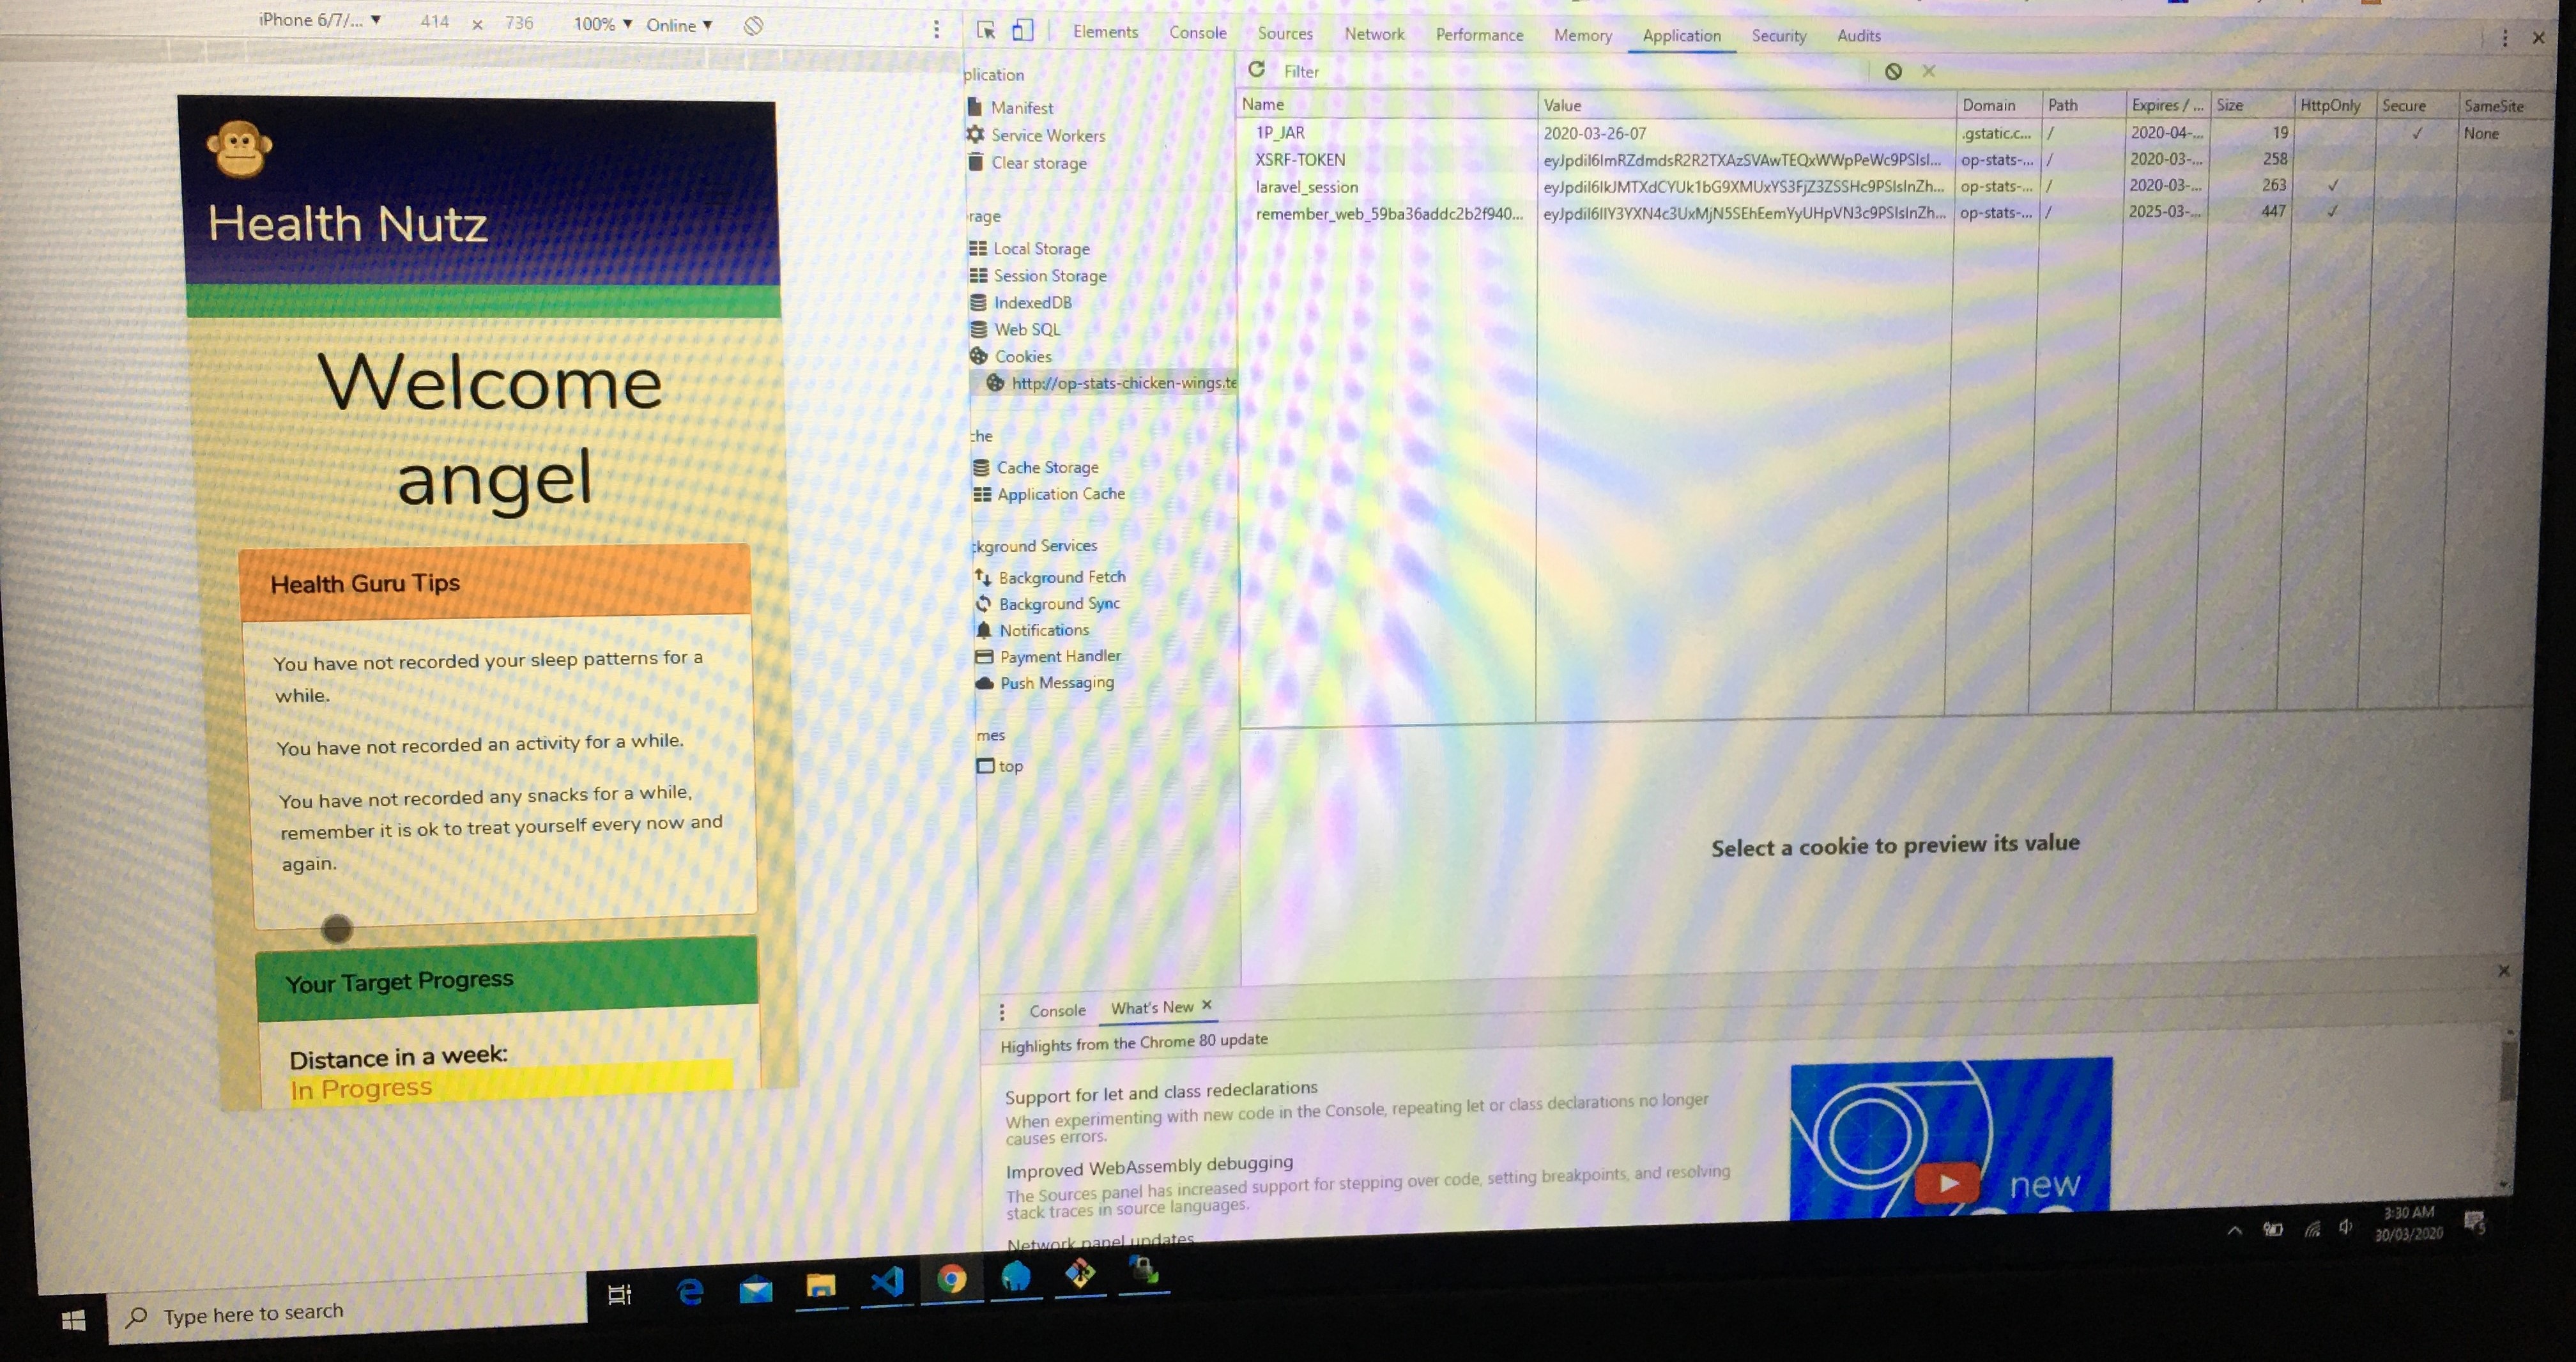 iPhone 6/7/... ▼ 414 × 736 100% ▼ Online ▼
Health Nutz
Welcome
angel
Health Guru Tips
You have not recorded your sleep patterns for a
while.
You have not recorded an activity for a while.
You have not recorded any snacks for a while,
remember it is ok to treat yourself every now and
again.
Your Target Progress
Distance in a week:
In Progress
Elements Console Sources Network Performance Memory Application Security Audits
plication
Manifest
Service Workers
Clear storage
rage
Local Storage
Session Storage
IndexedDB
Web SQL
Cookies
http://op-stats-chicken-wings.te
che
Cache Storage
Application Cache
ckground Services
Background Fetch
Background Sync
Notifications
Payment Handler
Push Messaging
mes
top
Filter
Name Value Domain Path Expires / ... Size HttpOnly Secure SameSite
1P_JAR 2020-03-26-07 .gstatic.c... / 2020-04-... 19 ✓ None
XSRF-TOKEN op-stats-... / 2020-03-... 258
laravel_session op-stats-... / 2020-03-... 263 ✓
remember_web_59ba36addc2b2f940... op-stats-... / 2025-03-... 447 ✓
Select a cookie to preview its value
Console What's New ×
Highlights from the Chrome 80 update
Support for let and class redeclarations
When experimenting with new code in the Console, repeating let or class declarations no longer
causes errors.
Improved WebAssembly debugging
The Sources panel has increased support for stepping over code, setting breakpoints, and resolving
stack traces in source languages.
Network panel updates
new
Type here to search
3:30 AM
30/03/2020